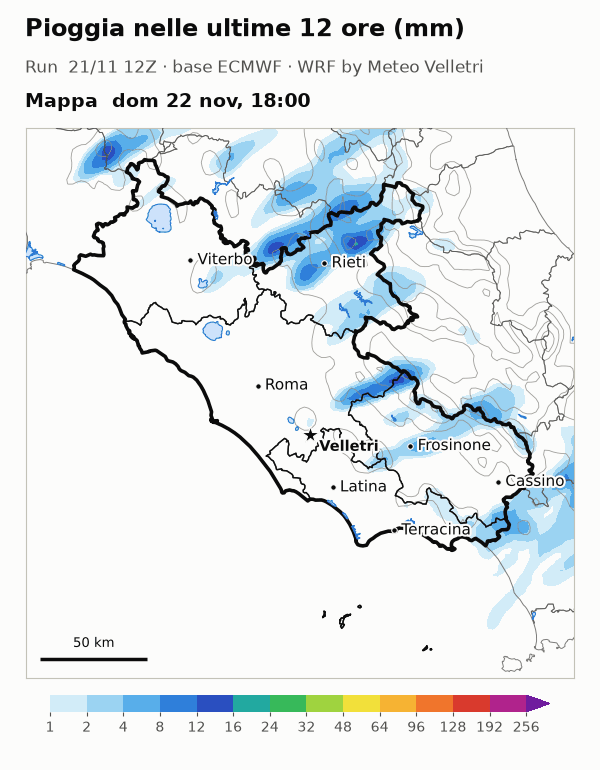 Pioggia nelle ultime 12 ore (mm)
Run  21/11 12Z · base ECMWF · WRF by Meteo Velletri
Mappa  dom 22 nov, 18:00
Viterbo
Rieti
Roma
Velletri
Frosinone
Latina
Cassino
Terracina
50 km
1 2 4 8 12 16 24 32 48 64 96 128 192 256